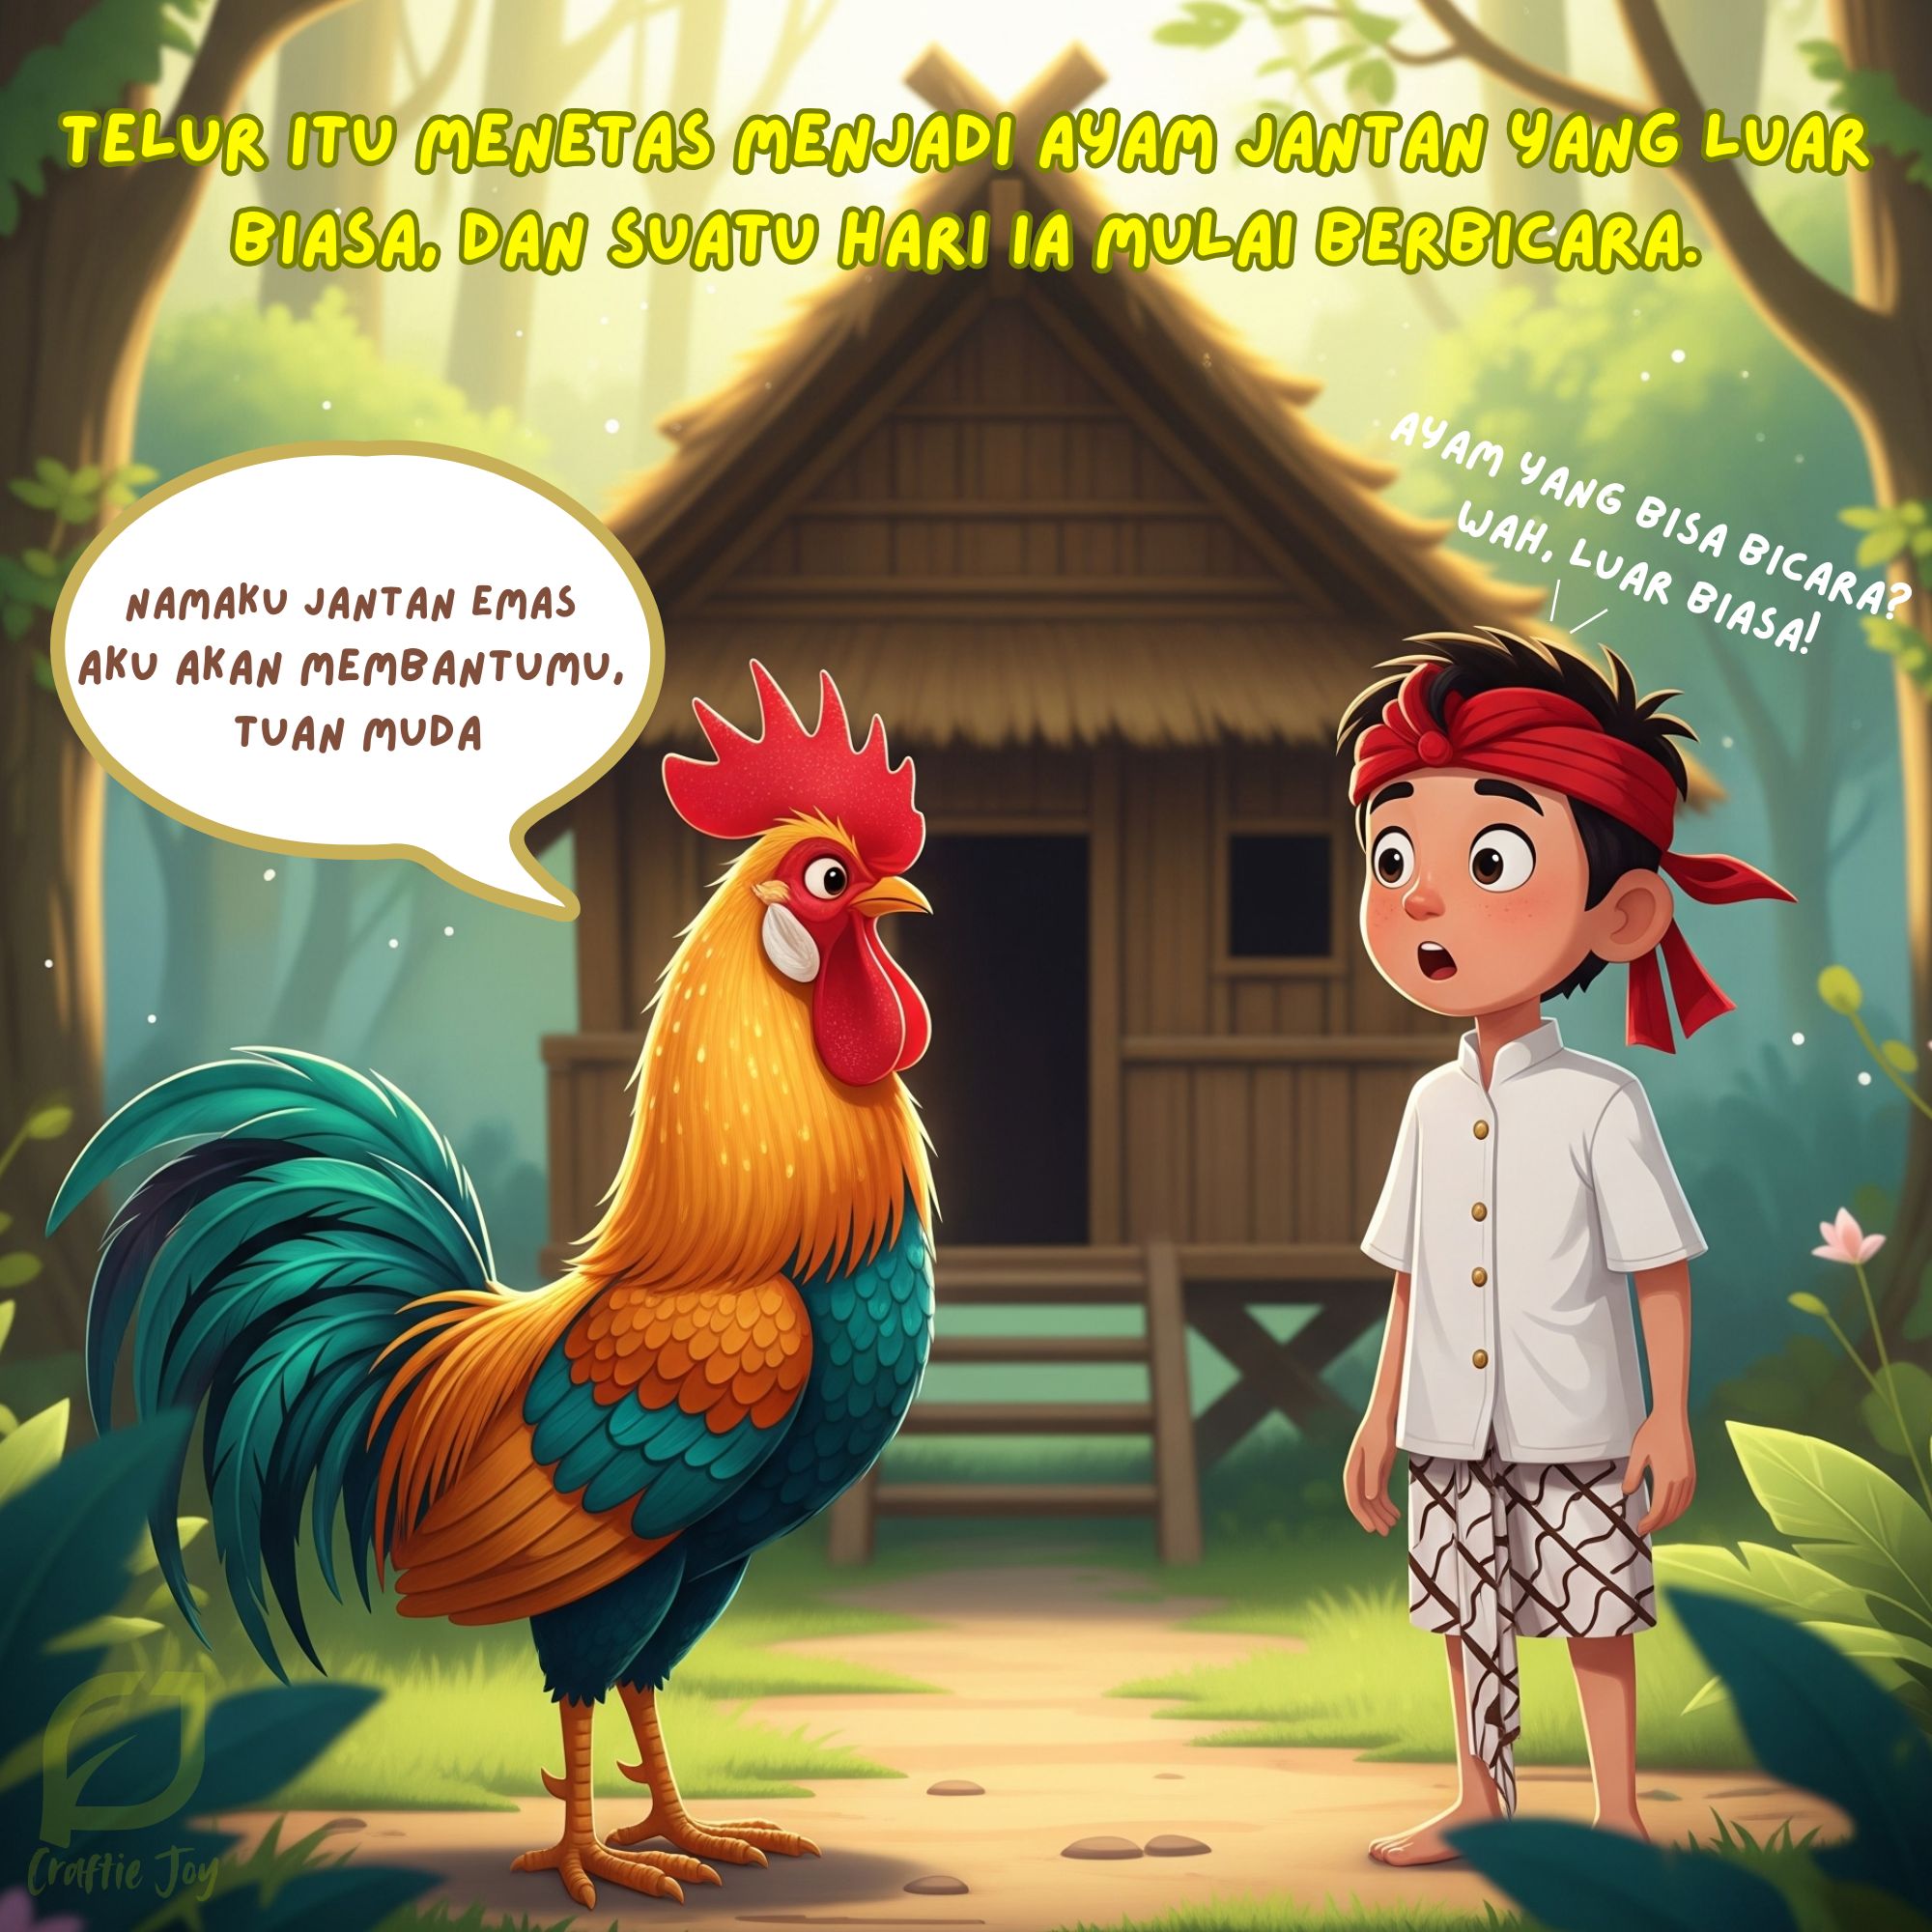 TELUR ITU MENETAS MENJADI AYAM JANTAN YANG LUAR
BIASA, DAN SUATU HARI IA MULAI BERBICARA.
NAMAKU JANTAN EMAS
AKU AKAN MEMBANTUMU,
TUAN MUDA
AYAM YANG BISA BICARA?
WAH, LUAR BIASA!
Craftie Joy